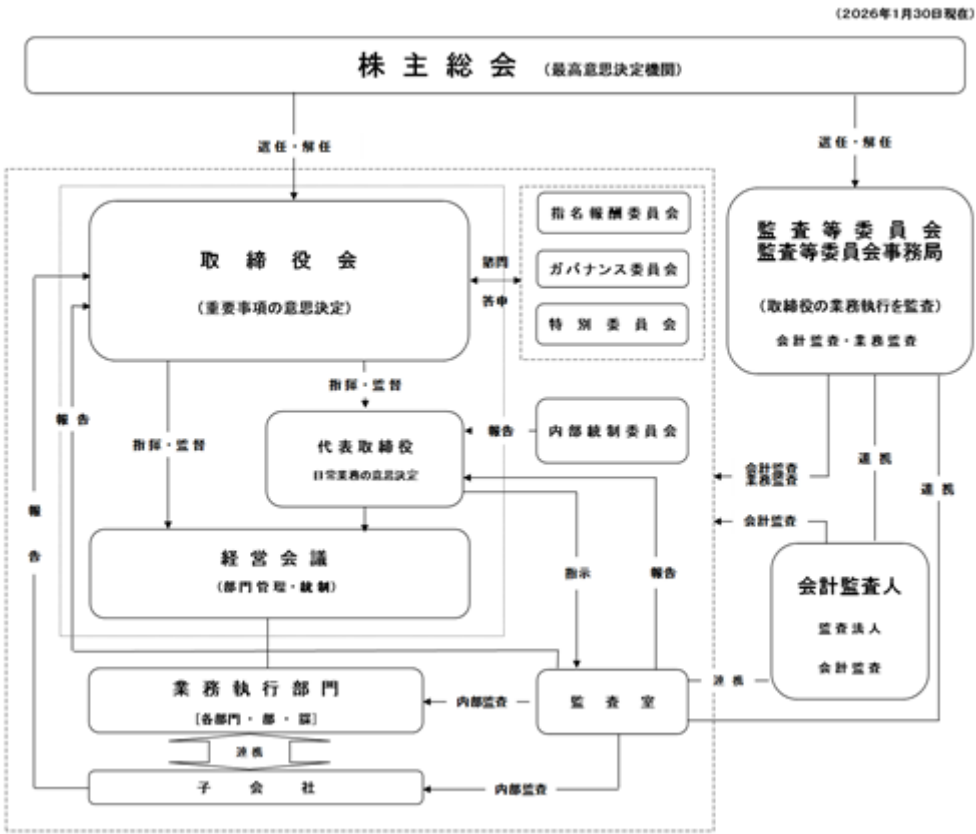 (2026年1月30日現在)
株主総会 (最高意思決定機関)
選任・解任
選任・解任
取締役会
(重要事項の意思決定)
諮問
答申
指名報酬委員会
ガバナンス委員会
特別委員会
監査等委員会
監査等委員会事務局
(取締役の業務執行を監査)
会計監査・業務監査
指揮・監督
指揮・監督
報告
報告
代表取締役
日常業務の意思決定
報告
内部統制委員会
会計監査
業務監査
連携
連携
会計監査
経営会議
(部門管理・統制)
指示
報告
会計監査人
監査法人
会計監査
連携
業務執行部門
[各部門・部・課]
内部監査
監査室
連携
子会社
内部監査